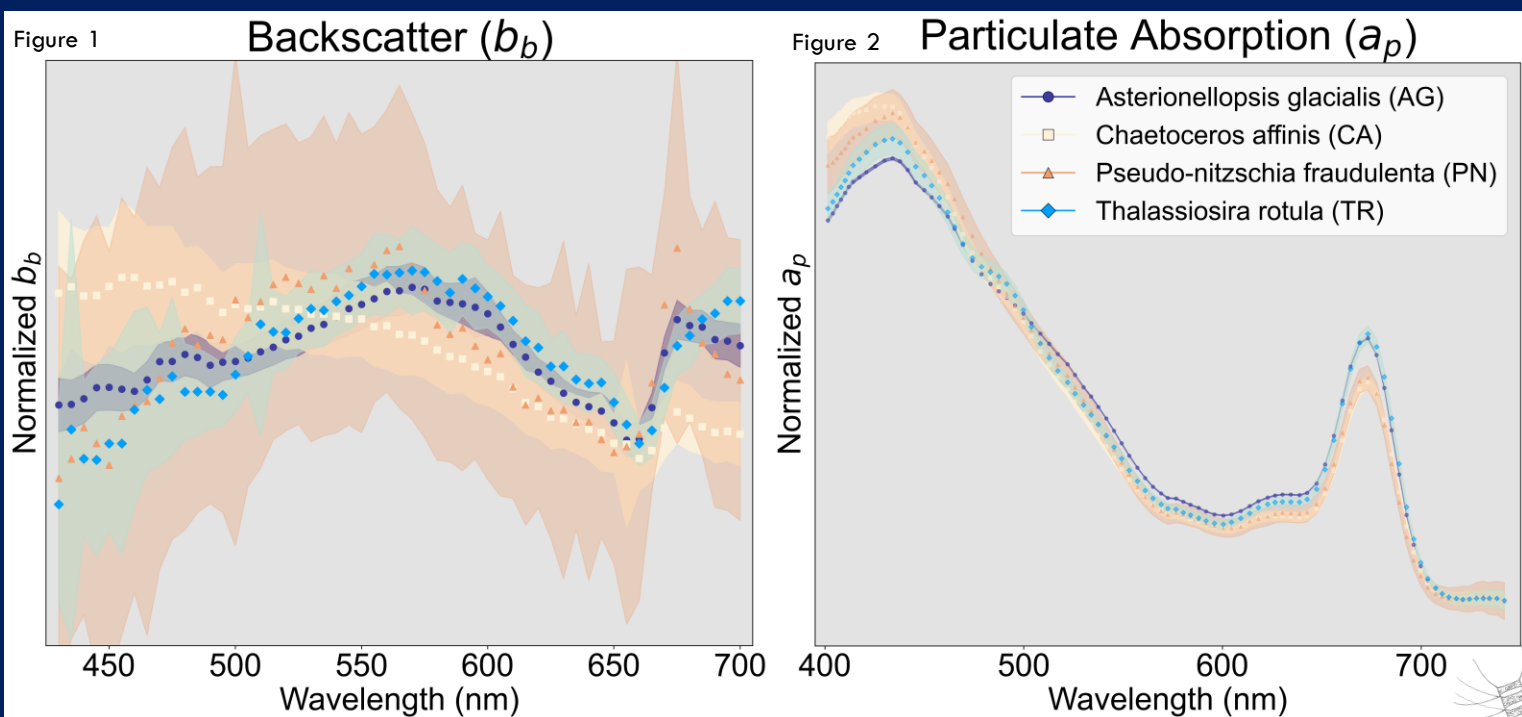 Figure 1
Backscatter (b_b)
Normalized b_b
450 500 550 600 650 700
Wavelength (nm)
Figure 2
Particulate Absorption (a_p)
Asterionellopsis glacialis (AG)
Chaetoceros affinis (CA)
Pseudo-nitzschia fraudulenta (PN)
Thalassiosira rotula (TR)
Normalized a_p
400 500 600 700
Wavelength (nm)